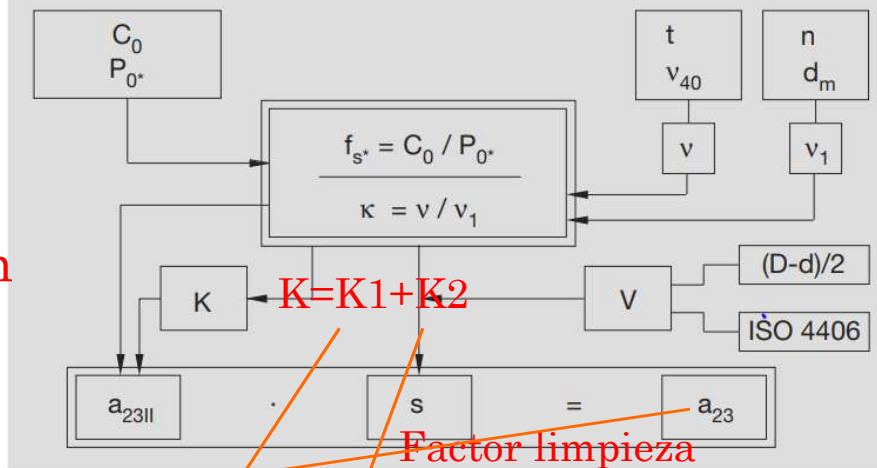 C0
P0*
t
ν40
n
dm
fs* = C0 / P0*
κ = ν / ν1
ν
ν1
n
K
K=K1+K2
V
(D-d)/2
ISO 4406
a23II · s = a23
Factor limpieza